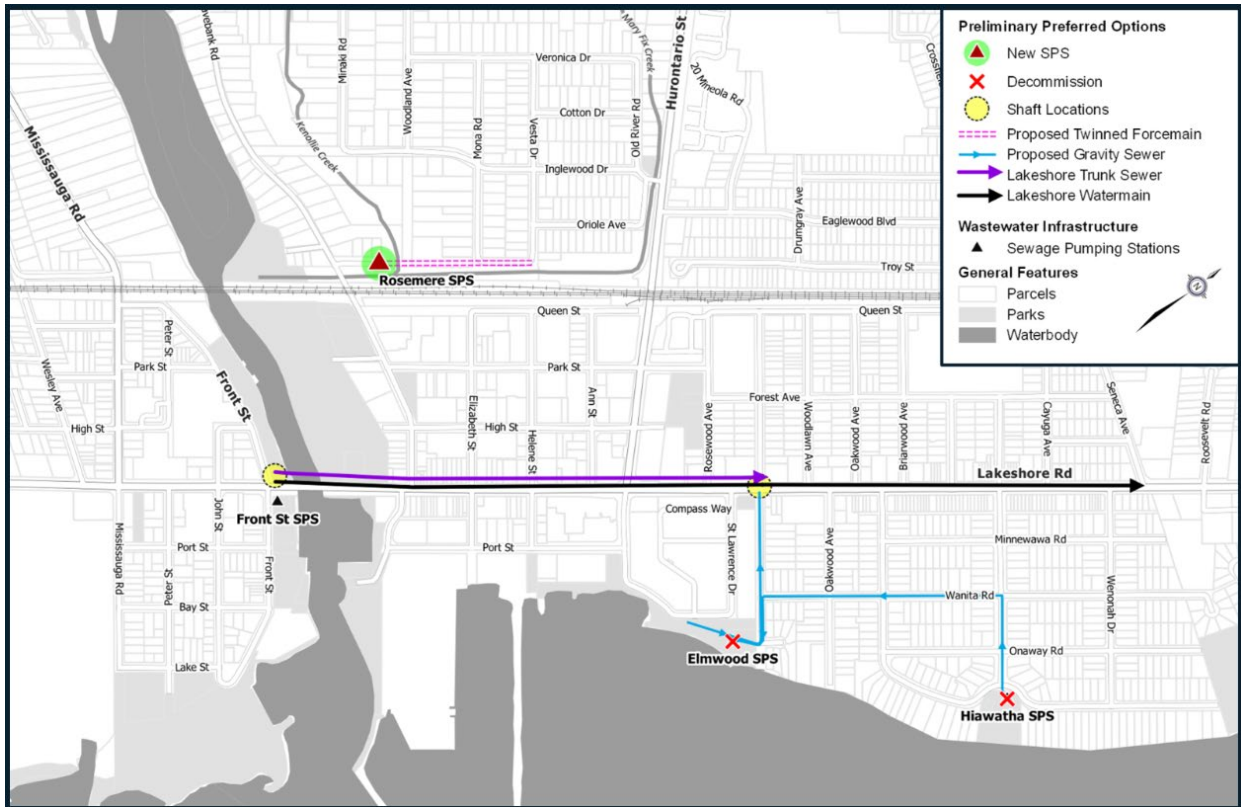 Preliminary Preferred Options
New SPS
Decommission
Shaft Locations
Proposed Twinned Forcemain
Proposed Gravity Sewer
Lakeshore Trunk Sewer
Lakeshore Watermain
Wastewater Infrastructure
Sewage Pumping Stations
General Features
Parcels
Parks
Waterbody
N
avebank Rd
Minaki Rd
Woodland Ave
Veronica Dr
Mary Fix Creek
Hurontario St
20 Mineola Rd
Kenollie Creek
Mona Rd
Cotton Dr
Vesta Dr
Old River Rd
Mississauga Rd
Inglewood Dr
Oriole Ave
Drumgray Ave
Eaglewood Blvd
Troy St
Rosemere SPS
Queen St
Queen St
Peter St
Park St
Park St
Wesley Ave
Front St
High St
High St
Elizabeth St
Helene St
Ann St
Rosewood Ave
Forest Ave
Woodlawn Ave
Oakwood Ave
Briarwood Ave
Cayuga Ave
Seneca Ave
Roosevelt Rd
Lakeshore Rd
Front St SPS
John St
Compass Way
St Lawrence Dr
Oakwood Ave
Minnewawa Rd
Mississauga Rd
Port St
Port St
Peter St
Front St
Bay St
Wanita Rd
Wenonah Dr
Lake St
Elmwood SPS
Onaway Rd
Hiawatha SPS